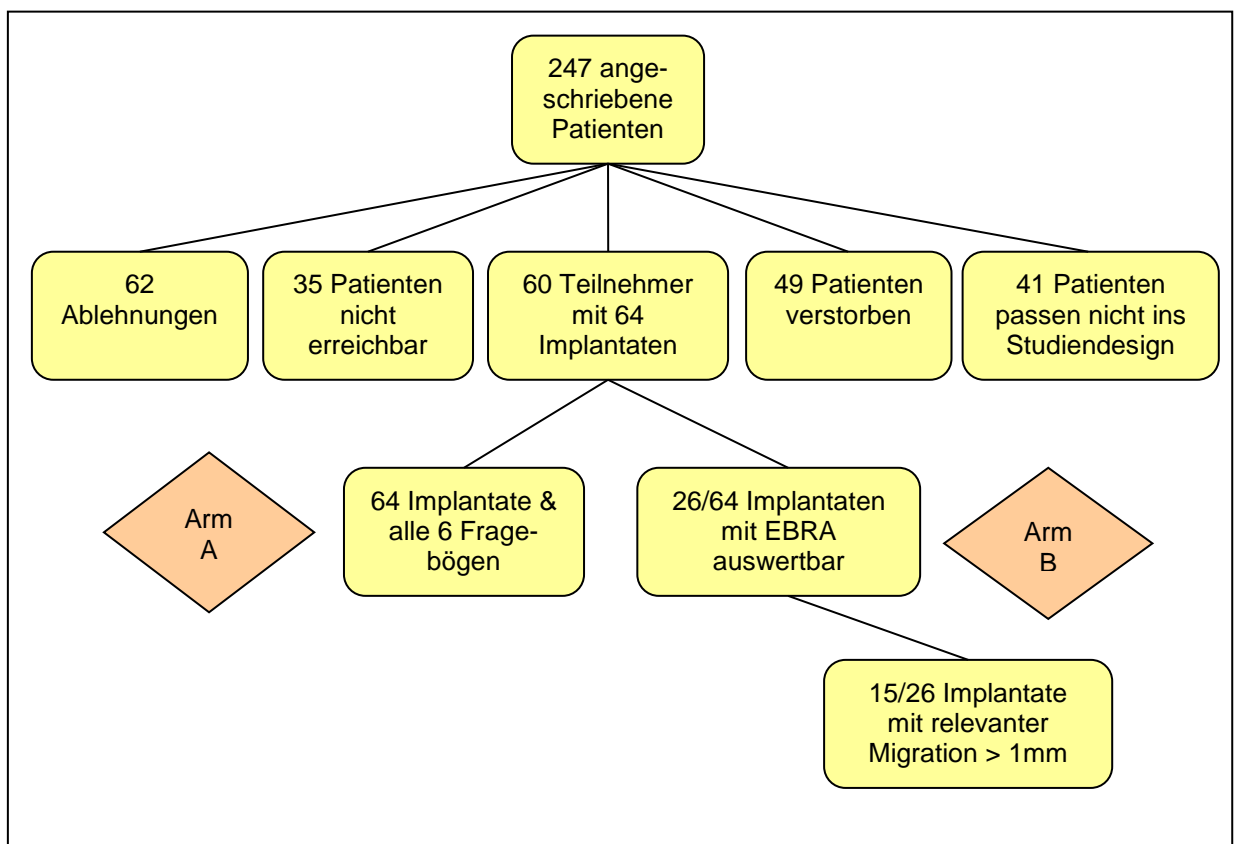 247 ange-
schriebene
Patienten
62
Ablehnungen
35 Patienten
nicht
erreichbar
60 Teilnehmer
mit 64
Implantaten
49 Patienten
verstorben
41 Patienten
passen nicht ins
Studiendesign
Arm
A
64 Implantate &
alle 6 Frage-
bögen
26/64 Implantaten
mit EBRA
auswertbar
Arm
B
15/26 Implantate
mit relevanter
Migration > 1mm